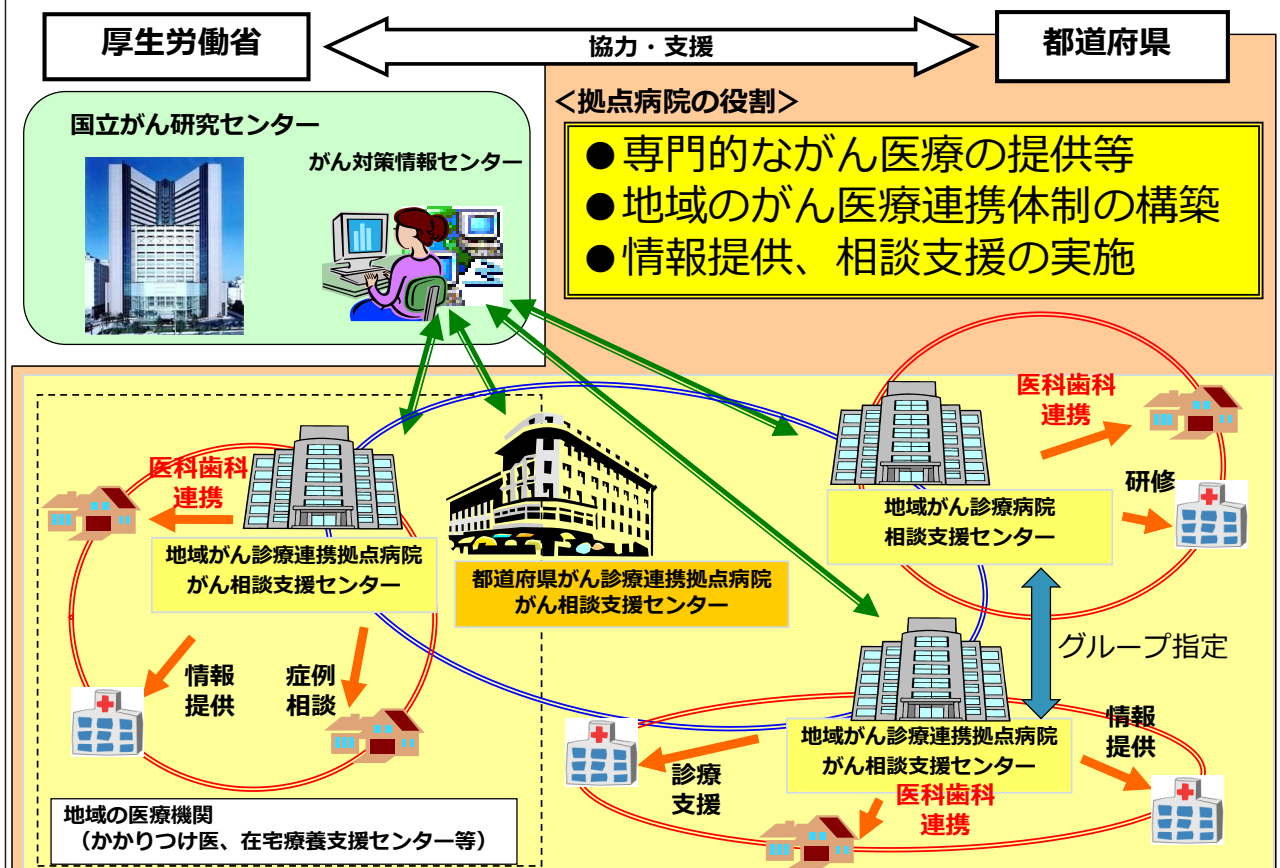 厚生労働省
協力・支援
都道府県
国立がん研究センター
がん対策情報センター
<拠点病院の役割>
●専門的ながん医療の提供等
●地域のがん医療連携体制の構築
●情報提供、相談支援の実施
医科歯科
連携
地域がん診療連携拠点病院
がん相談支援センター
情報
提供
症例
相談
都道府県がん診療連携拠点病院
がん相談支援センター
医科歯科
連携
研修
地域がん診療病院
相談支援センター
グループ指定
地域がん診療連携拠点病院
がん相談支援センター
診療
支援
医科歯科
連携
情報
提供
地域の医療機関
（かかりつけ医、在宅療養支援センター等）